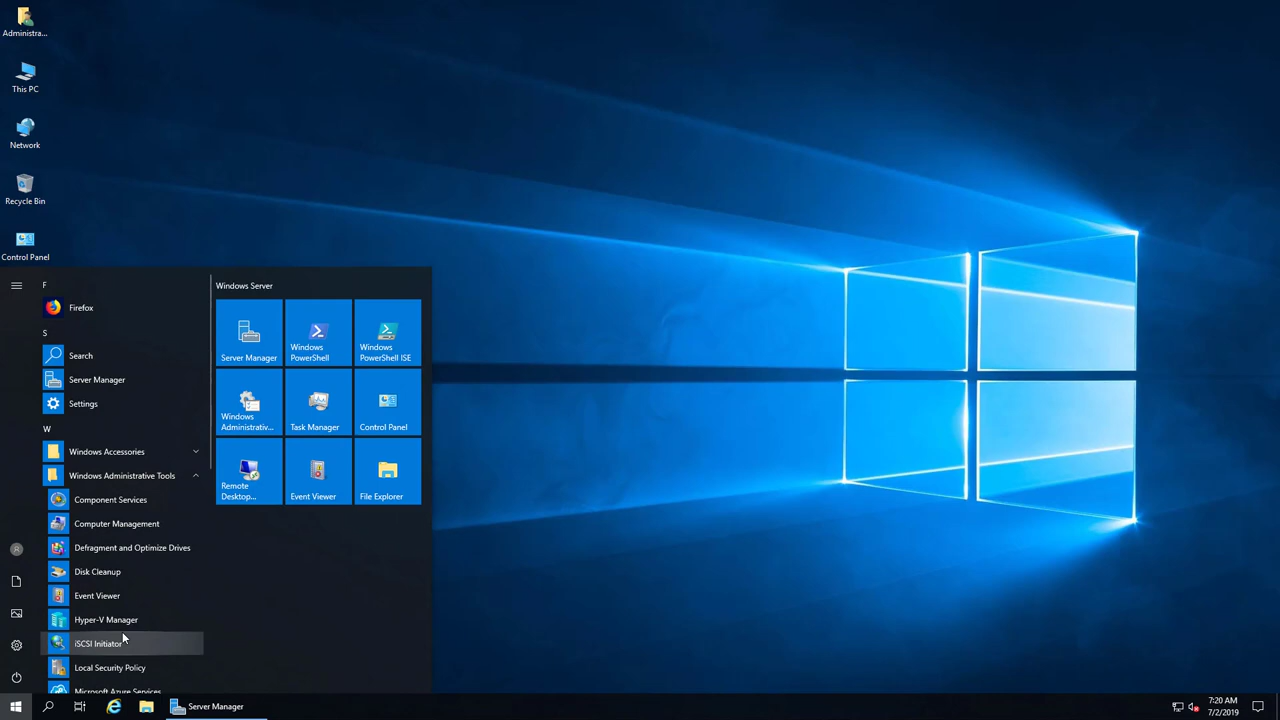 Administra...
This PC
Network
Recycle Bin
Control Panel
F
Firefox
S
Search
Server Manager
Settings
W
Windows Accessories
Windows Administrative Tools
Component Services
Computer Management
Defragment and Optimize Drives
Disk Cleanup
Event Viewer
Hyper-V Manager
iSCSI Initiator
Local Security Policy
Microsoft Azure Services
Windows Server
Server Manager
Windows
PowerShell
Windows
PowerShell ISE
Windows
Administrativ...
Task Manager
Control Panel
Remote
Desktop...
Event Viewer
File Explorer
Server Manager
7:20 AM
7/2/2019